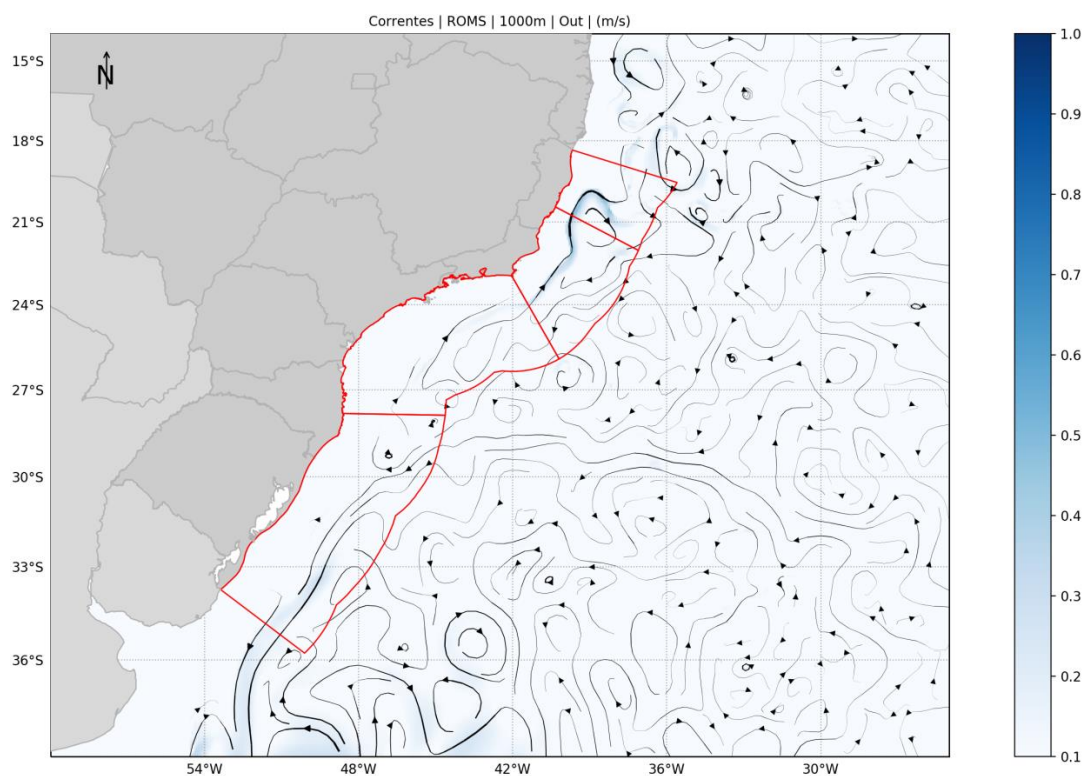 Correntes | ROMS | 1000m | Out | (m/s)
N
15°S
18°S
21°S
24°S
27°S
30°S
33°S
36°S
54°W
48°W
42°W
36°W
30°W
1.0
0.9
0.8
0.7
0.6
0.5
0.4
0.3
0.2
0.1